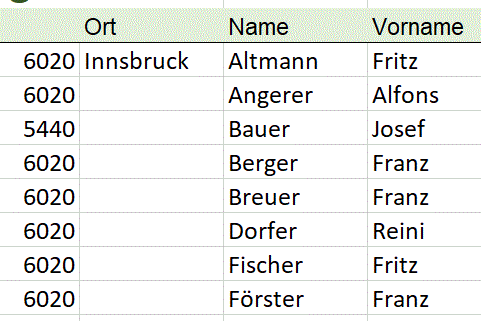 Ort Name Vorname
6020 Innsbruck Altmann Fritz
6020 Angerer Alfons
5440 Bauer Josef
6020 Berger Franz
6020 Breuer Franz
6020 Dorfer Reini
6020 Fischer Fritz
6020 Förster Franz